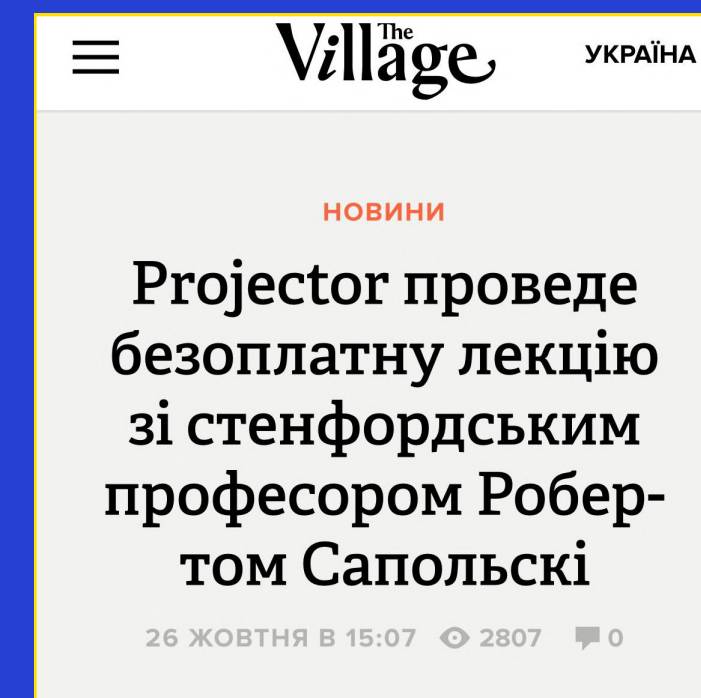 The Village
УКРАЇНА
НОВИНИ
Projector проведе
безоплатну лекцію
зі стенфордським
професором Робер-
том Сапольскі
26 ЖОВТНЯ В 15:07 2807 0